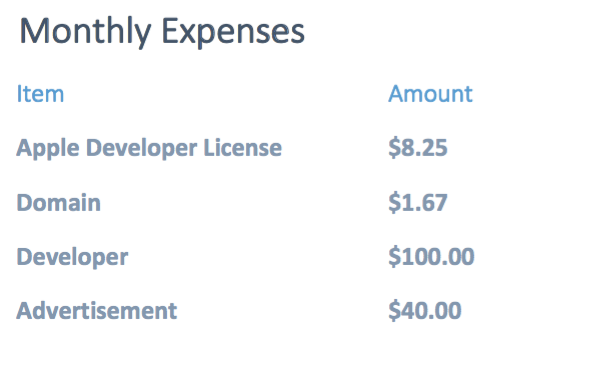 Monthly Expenses
Item Amount
Apple Developer License $8.25
Domain $1.67
Developer $100.00
Advertisement $40.00